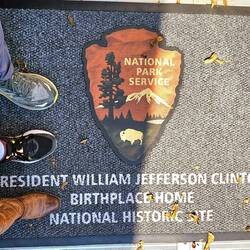 NATIONAL
PARK
SERVICE
RESIDENT WILLIAM JEFFERSON CLINT
BIRTHPLACE HOME
NATIONAL HISTORIC SITE